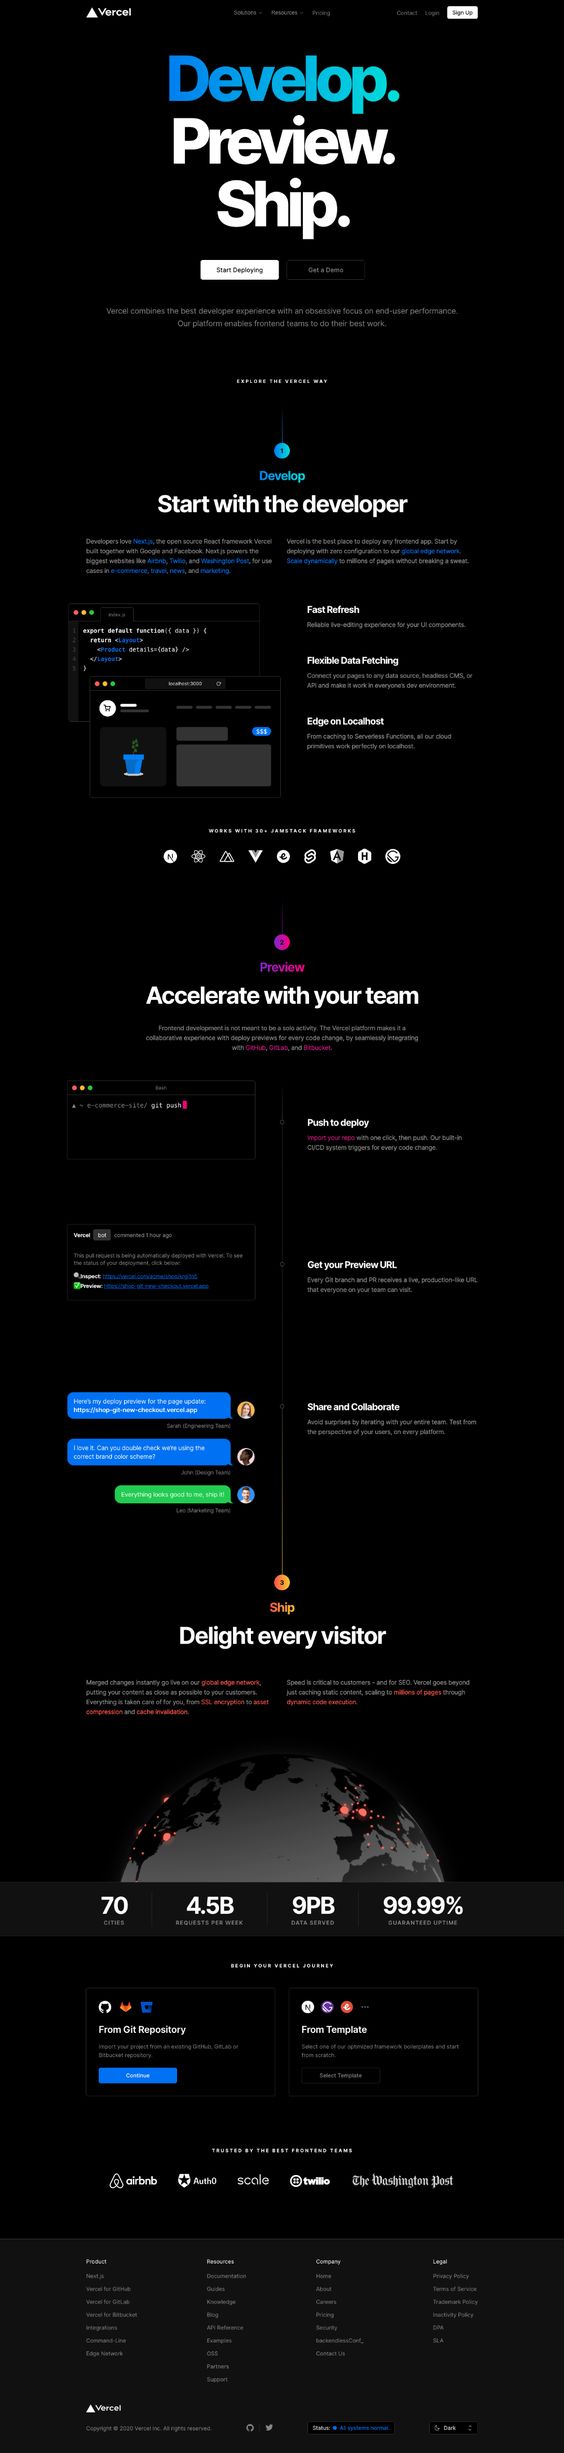 Vercel
Solutions
Resources
Pricing
Contact
Login
Sign Up
Develop.
Preview.
Ship.
Start Deploying
Get a Demo
Vercel combines the best developer experience with an obsessive focus on end-user performance.
Our platform enables frontend teams to do their best work.
EXPLORE THE VERCEL WAY
1
Develop
Start with the developer
Developers love Next.js, the open source React framework Vercel
built together with Google and Facebook. Next.js powers the
biggest websites like Airbnb, Twilio, and Washington Post, for use
cases in e-commerce, travel, news, and marketing.
Vercel is the best place to deploy any frontend app. Start by
deploying with zero configuration to our global edge network.
Scale dynamically to millions of pages without breaking a sweat.
index.js
1 export default function({ data }) {
2 return <Layout>
3 <Product details={data} />
4 </Layout>
5 }
localhost:3000
$$$
Fast Refresh
Reliable live-editing experience for your UI components.
Flexible Data Fetching
Connect your pages to any data source, headless CMS, or
API and make it work in everyone's dev environment.
Edge on Localhost
From caching to Serverless Functions, all our cloud
primitives work perfectly on localhost.
WORKS WITH 30+ JAMSTACK FRAMEWORKS
2
Preview
Accelerate with your team
Frontend development is not meant to be a solo activity. The Vercel platform makes it a
collaborative experience with deploy previews for every code change, by seamlessly integrating
with GitHub, GitLab, and Bitbucket.
Bash
▲ ~ e-commerce-site/ git push
Push to deploy
Import your repo with one click, then push. Our built-in
CI/CD system triggers for every code change.
Vercel bot commented 1 hour ago
This pull request is being automatically deployed with Vercel. To see
the status of your deployment, click below:
Inspect:
Preview: https://shop-git-new-checkout.vercel.app
Get your Preview URL
Every Git branch and PR receives a live, production-like URL
that everyone on your team can visit.
Here's my deploy preview for the page update:
https://shop-git-new-checkout.vercel.app
Sarah (Engineering Team)
I love it. Can you double check we're using the
correct brand color scheme?
John (Design Team)
Everything looks good to me, ship it!
Leo (Marketing Team)
Share and Collaborate
Avoid surprises by iterating with your entire team. Test from
the perspective of your users, on every platform.
3
Ship
Delight every visitor
Merged changes instantly go live on our global edge network,
putting your content as close as possible to your customers.
Everything is taken care of for you, from SSL encryption to asset
compression and cache invalidation.
Speed is critical to customers - and for SEO. Vercel goes beyond
just caching static content, scaling to millions of pages through
dynamic code execution.
70
CITIES
4.5B
REQUESTS PER WEEK
9PB
DATA SERVED
99.99%
GUARANTEED UPTIME
BEGIN YOUR VERCEL JOURNEY
From Git Repository
Import your project from an existing GitHub, GitLab or
Bitbucket repository.
Continue
From Template
Select one of our optimized framework boilerplates and start
from scratch.
Select Template
TRUSTED BY THE BEST FRONTEND TEAMS
airbnb
Auth0
scale
twilio
The Washington Post
Product
Next.js
Vercel for GitHub
Vercel for GitLab
Vercel for Bitbucket
Integrations
Command-Line
Edge Network
Resources
Documentation
Guides
Knowledge
Blog
API Reference
Examples
OSS
Partners
Support
Company
Home
About
Careers
Pricing
Security
backendlessConf_
Contact Us
Legal
Privacy Policy
Terms of Service
Trademark Policy
Inactivity Policy
DPA
SLA
Vercel
Copyright © 2020 Vercel Inc. All rights reserved.
Status: All systems normal.
Dark